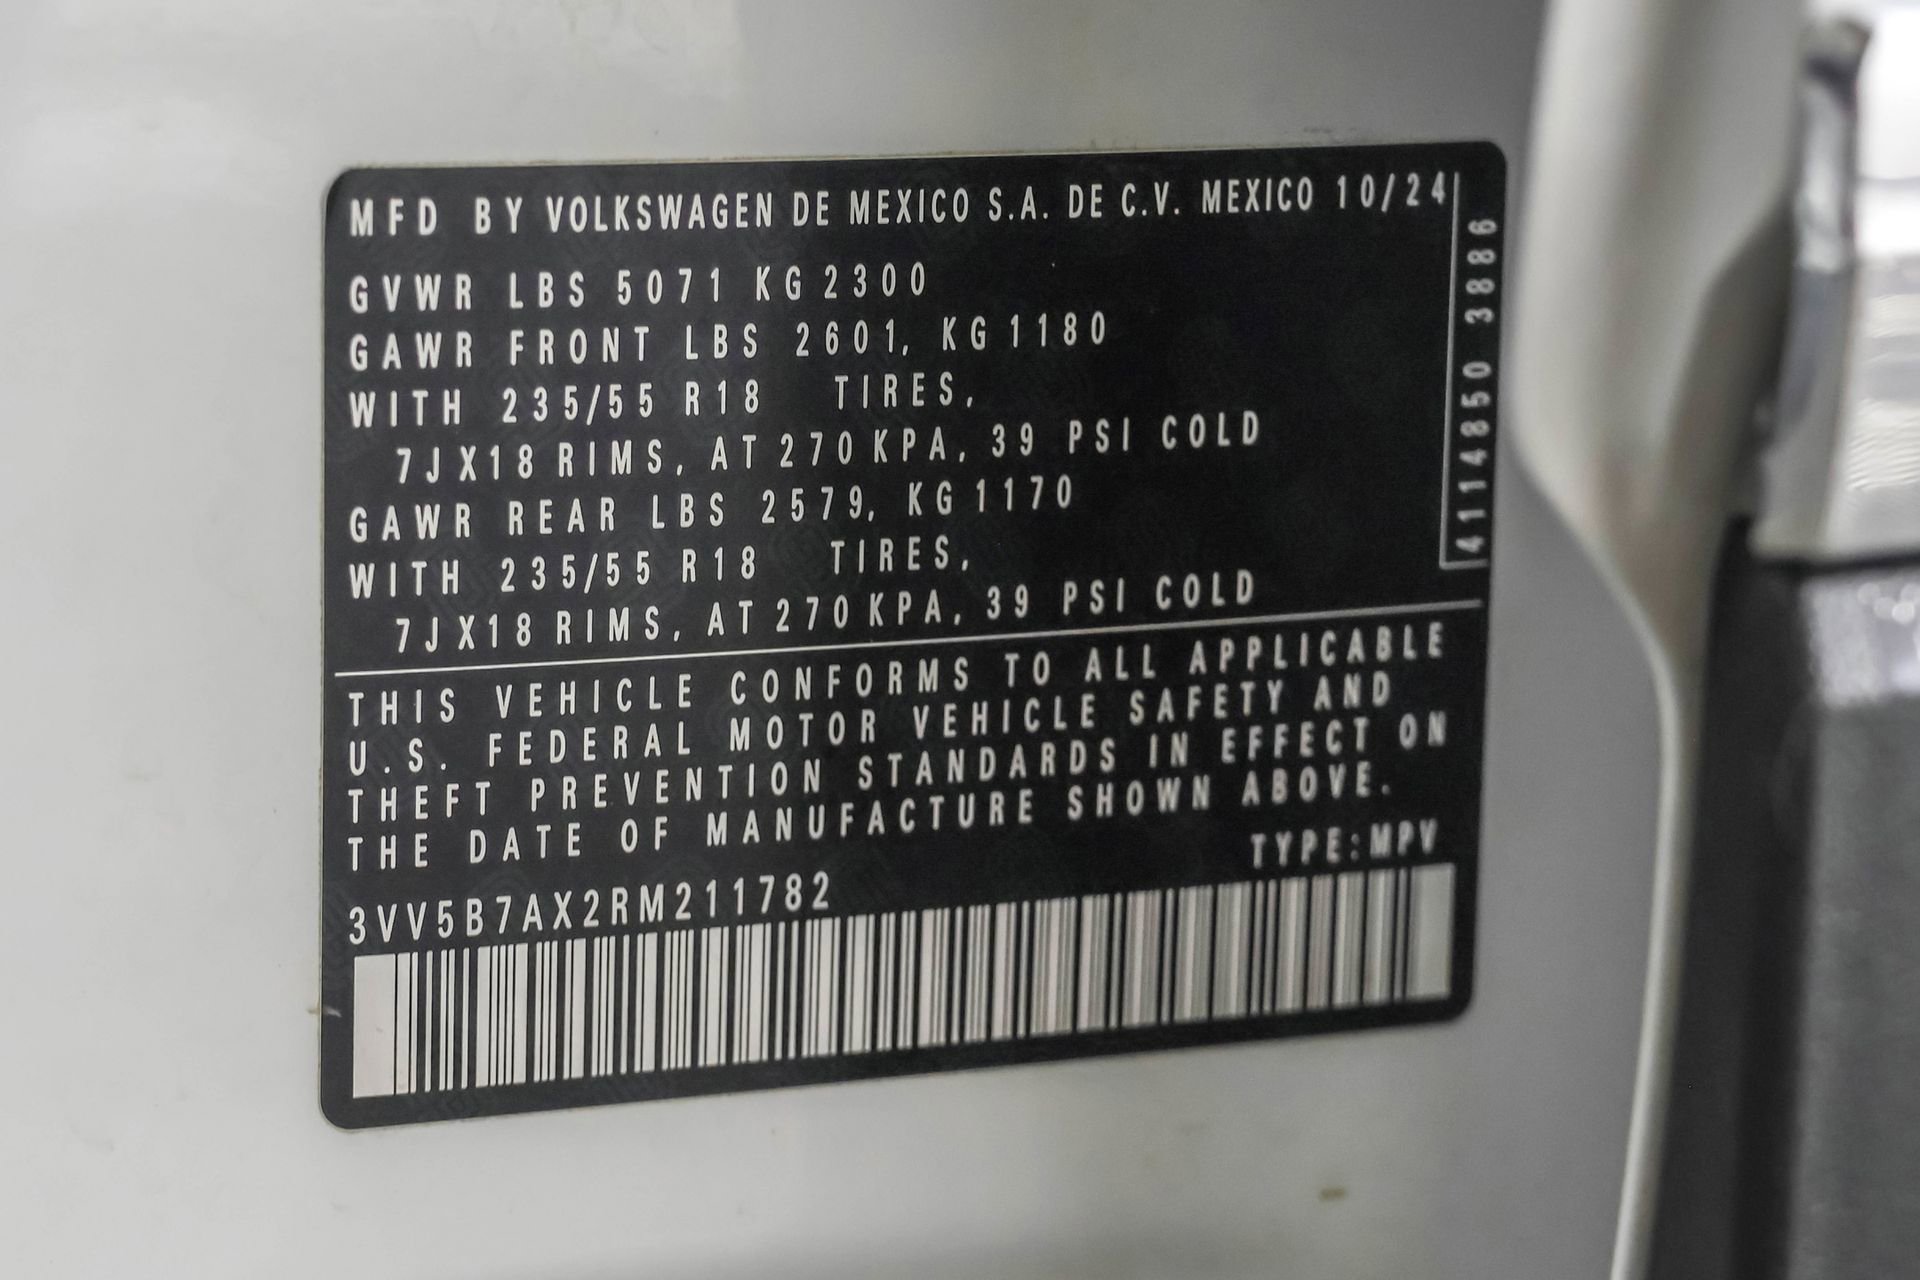 MFD BY VOLKSWAGEN DE MEXICO S.A. DE C.V. MEXICO 10/24
GVWR LBS 5071 KG 2300
GAWR FRONT LBS 2601, KG 1180
WITH 235/55 R18 TIRES,
7JX18 RIMS, AT 270 KPA, 39 PSI COLD
GAWR REAR LBS 2579, KG 1170
WITH 235/55 R18 TIRES,
7JX18 RIMS, AT 270 KPA, 39 PSI COLD
4114850 3886
THIS VEHICLE CONFORMS TO ALL APPLICABLE
U.S. FEDERAL MOTOR VEHICLE SAFETY AND
THEFT PREVENTION STANDARDS IN EFFECT ON
THE DATE OF MANUFACTURE SHOWN ABOVE.
TYPE:MPV
3VV5B7AX2RM211782